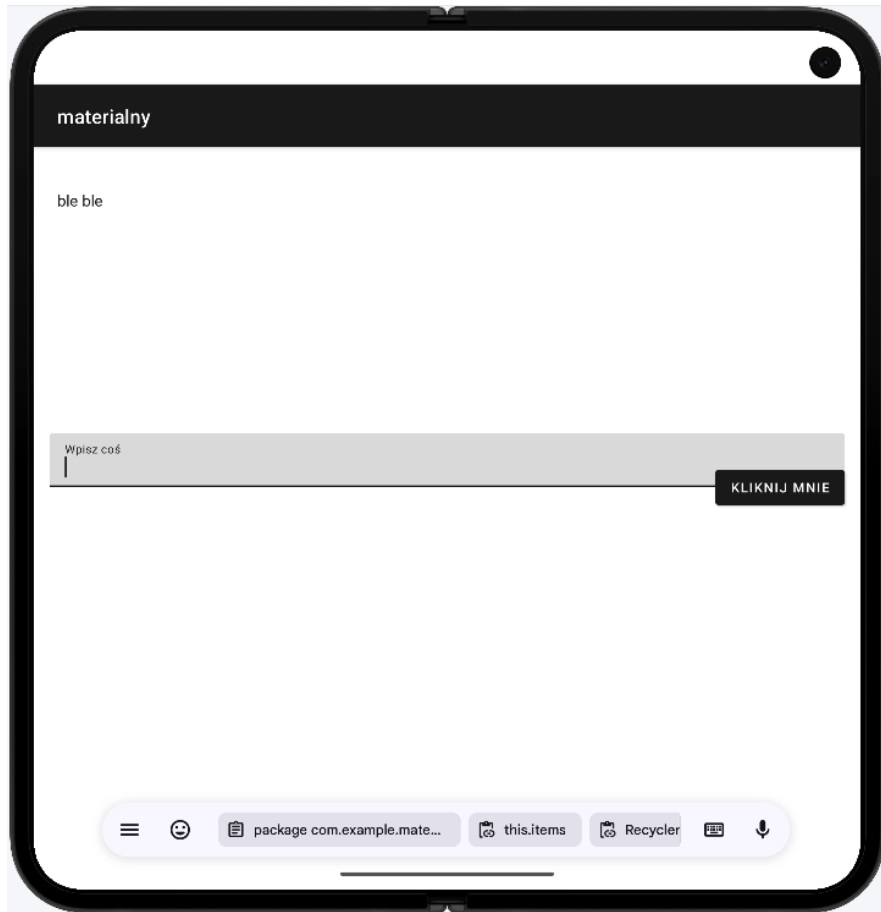 materialny
ble ble
Wpisz coś
KLIKNIJ MNIE
package com.example.mate... this.items Recycler